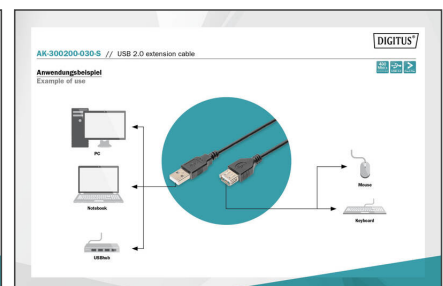 DIGITUS®
AK-300200-030-S // USB 2.0 extension cable
Anwendungsbeispiel
Example of use
PC
Notebook
USBhub
Mouse
Keyboard